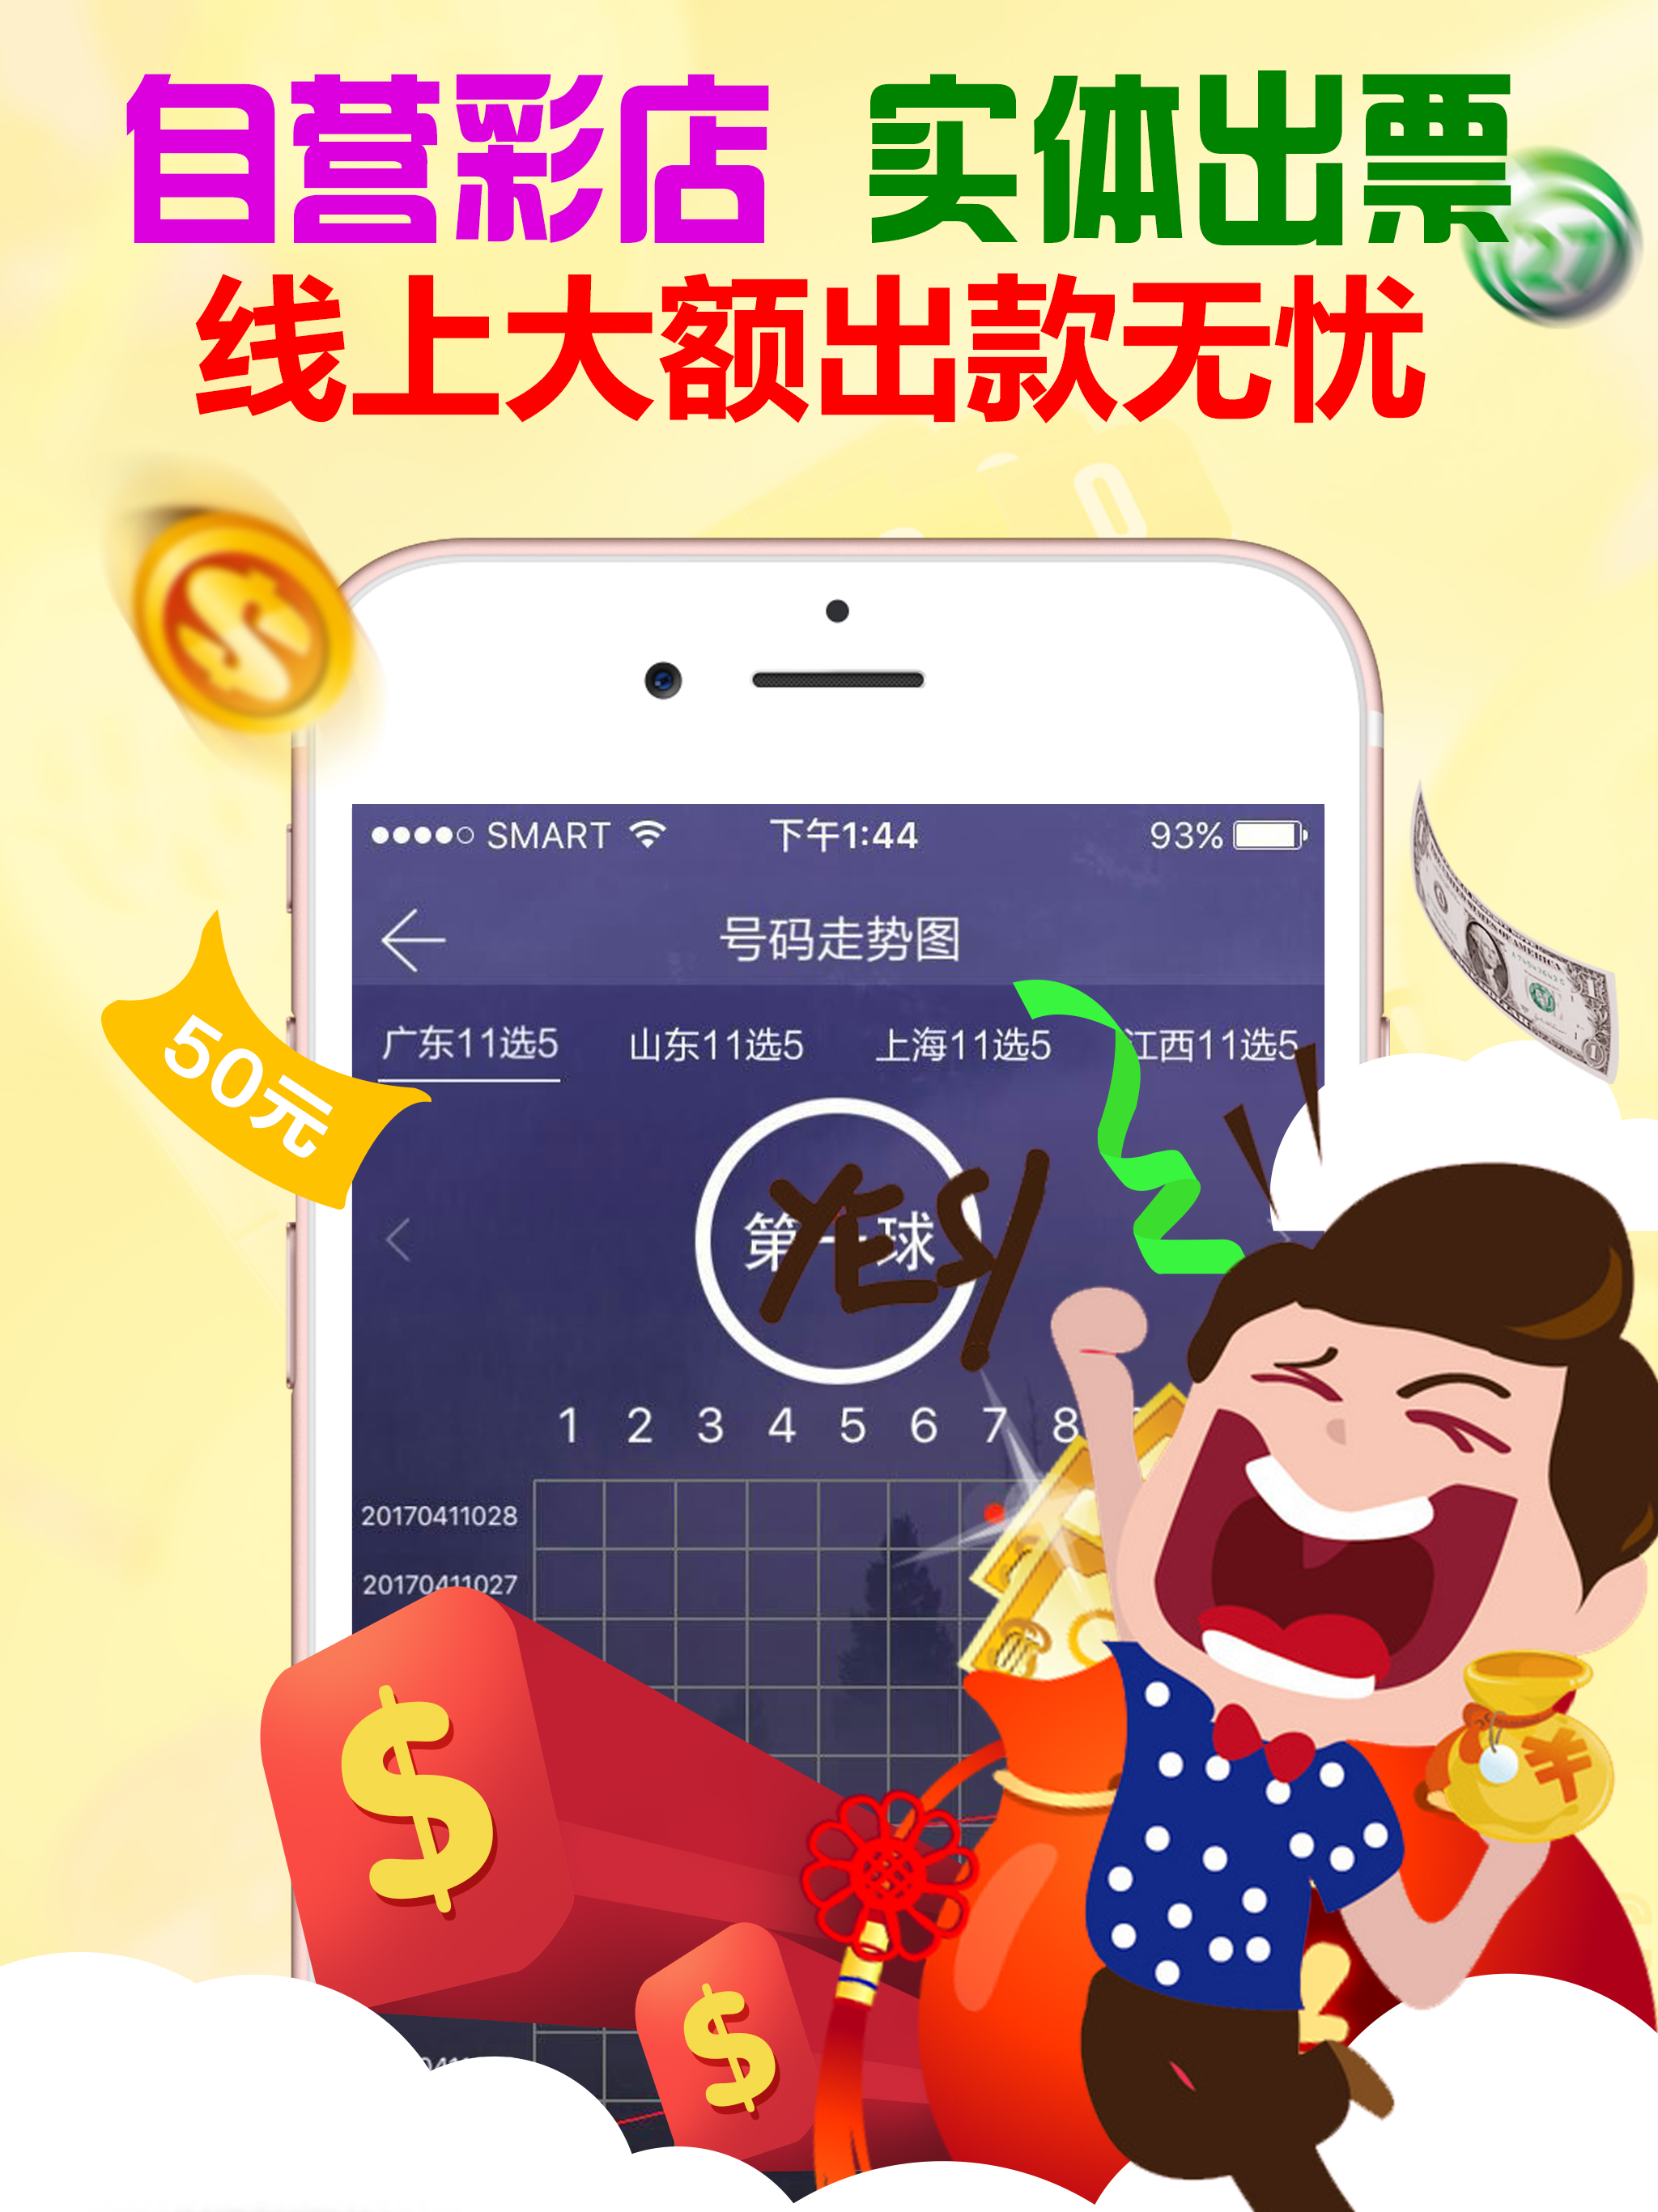 自营彩店 实体出票
线上大额出款无忧
27
SMART 下午1:44 93%
号码走势图
广东11选5 山东11选5 上海11选5 江西11选5
50元
第一球
YES!
1 2 3 4 5 6 7 8
20170411028
20170411027
$
$